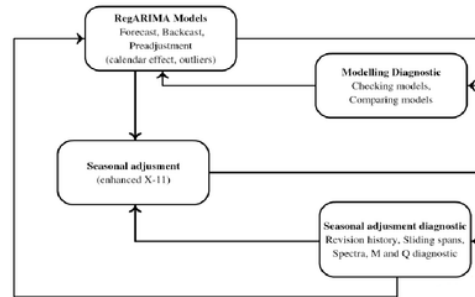 RegARIMA Models
Forecast, Backcast,
Preadjustment
(calendar effect, outliers)
Modelling Diagnostic
Checking models,
Comparing models
Seasonal adjusment
(enhanced X-11)
Seasonal adjusment diagnostic
Revision history, Sliding spans,
Spectra, M and Q diagnostic